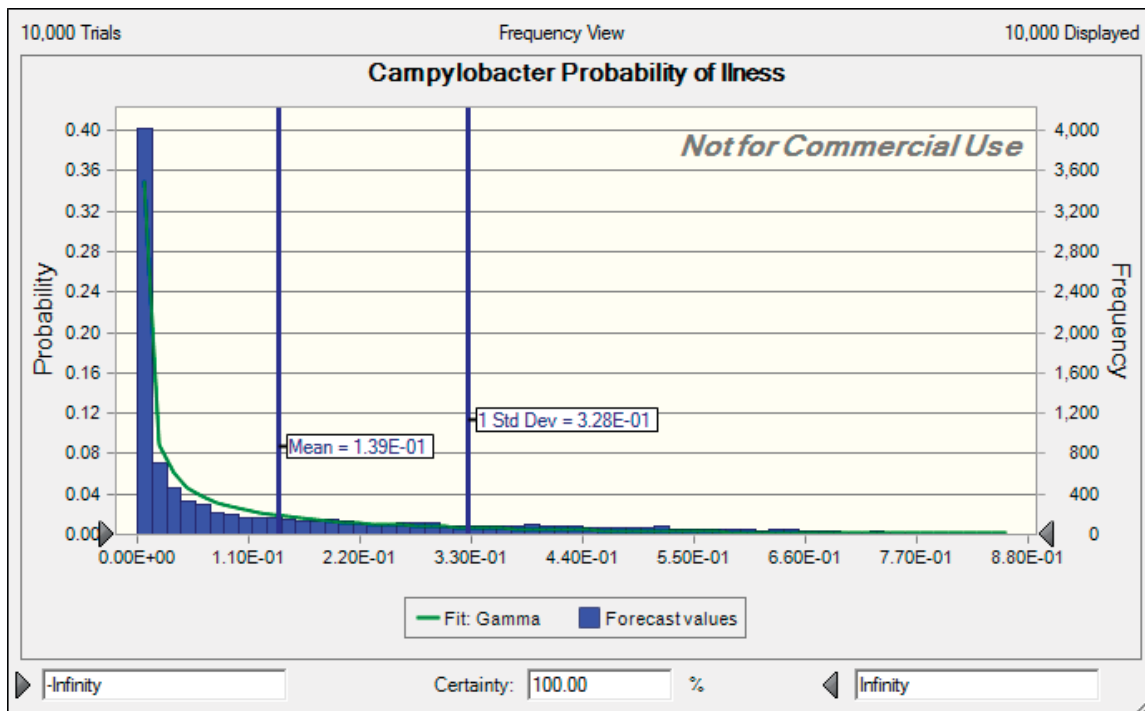 10,000 Trials Frequency View 10,000 Displayed
Campylobacter Probability of Ilness
Not for Commercial Use
Probability
0.40
0.36
0.32
0.28
0.24
0.20
0.16
0.12
0.08
0.04
0.00
Mean = 1.39E-01
1 Std Dev = 3.28E-01
4,000
3,600
3,200
2,800
2,400
2,000
1,600
1,200
800
400
0
Frequency
0.00E+00 1.10E-01 2.20E-01 3.30E-01 4.40E-01 5.50E-01 6.60E-01 7.70E-01 8.80E-01
Fit: Gamma Forecast values
-Infinity Certainty: 100.00 % Infinity